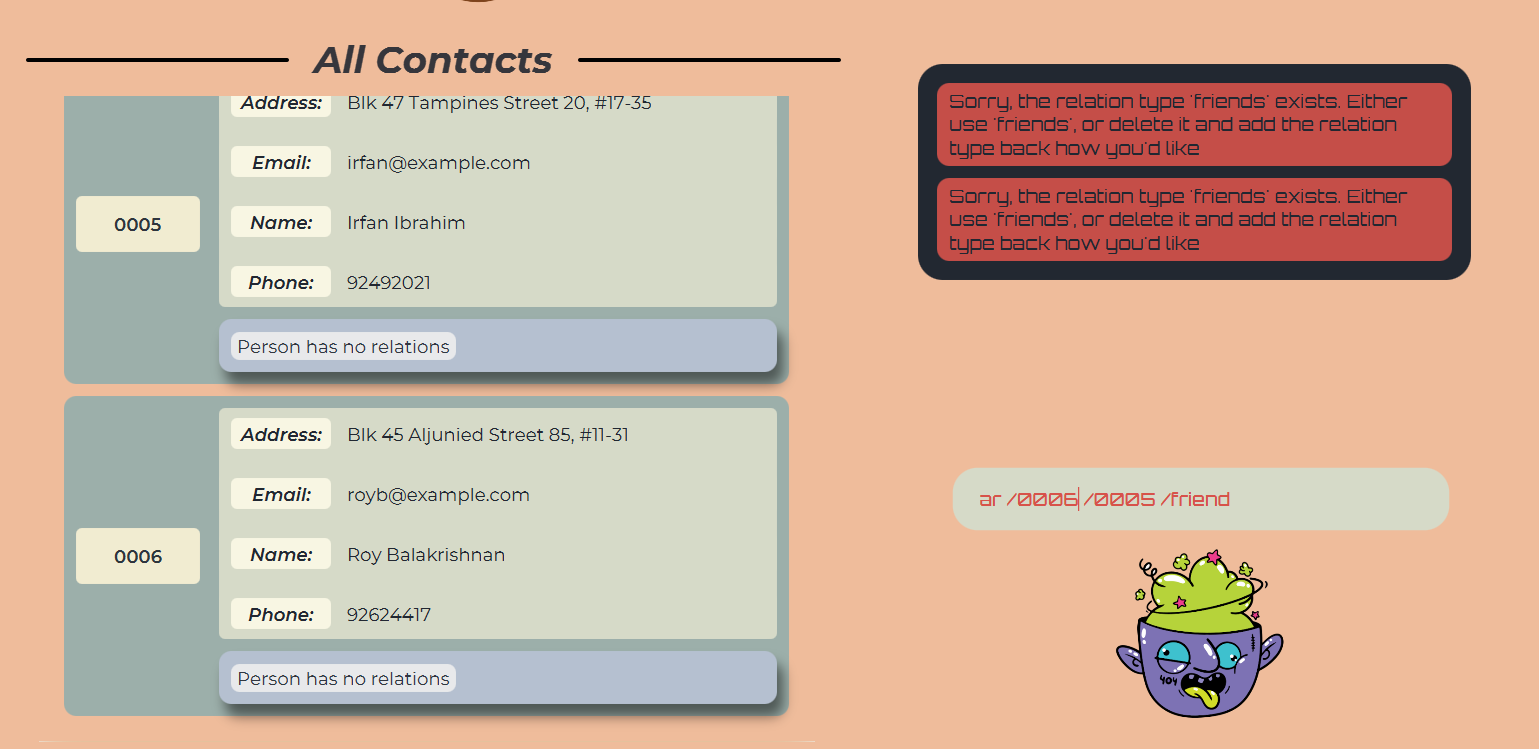 All Contacts
Address: Blk 47 Tampines Street 20, #17-35
Email: irfan@example.com
0005
Name: Irfan Ibrahim
Phone: 92492021
Person has no relations
Address: Blk 45 Aljunied Street 85, #11-31
Email: royb@example.com
0006
Name: Roy Balakrishnan
Phone: 92624417
Person has no relations
Sorry, the relation type 'friends' exists. Either
use 'friends', or delete it and add the relation
type back how you'd like
Sorry, the relation type 'friends' exists. Either
use 'friends', or delete it and add the relation
type back how you'd like
ar /0006 /0005 /friend
404